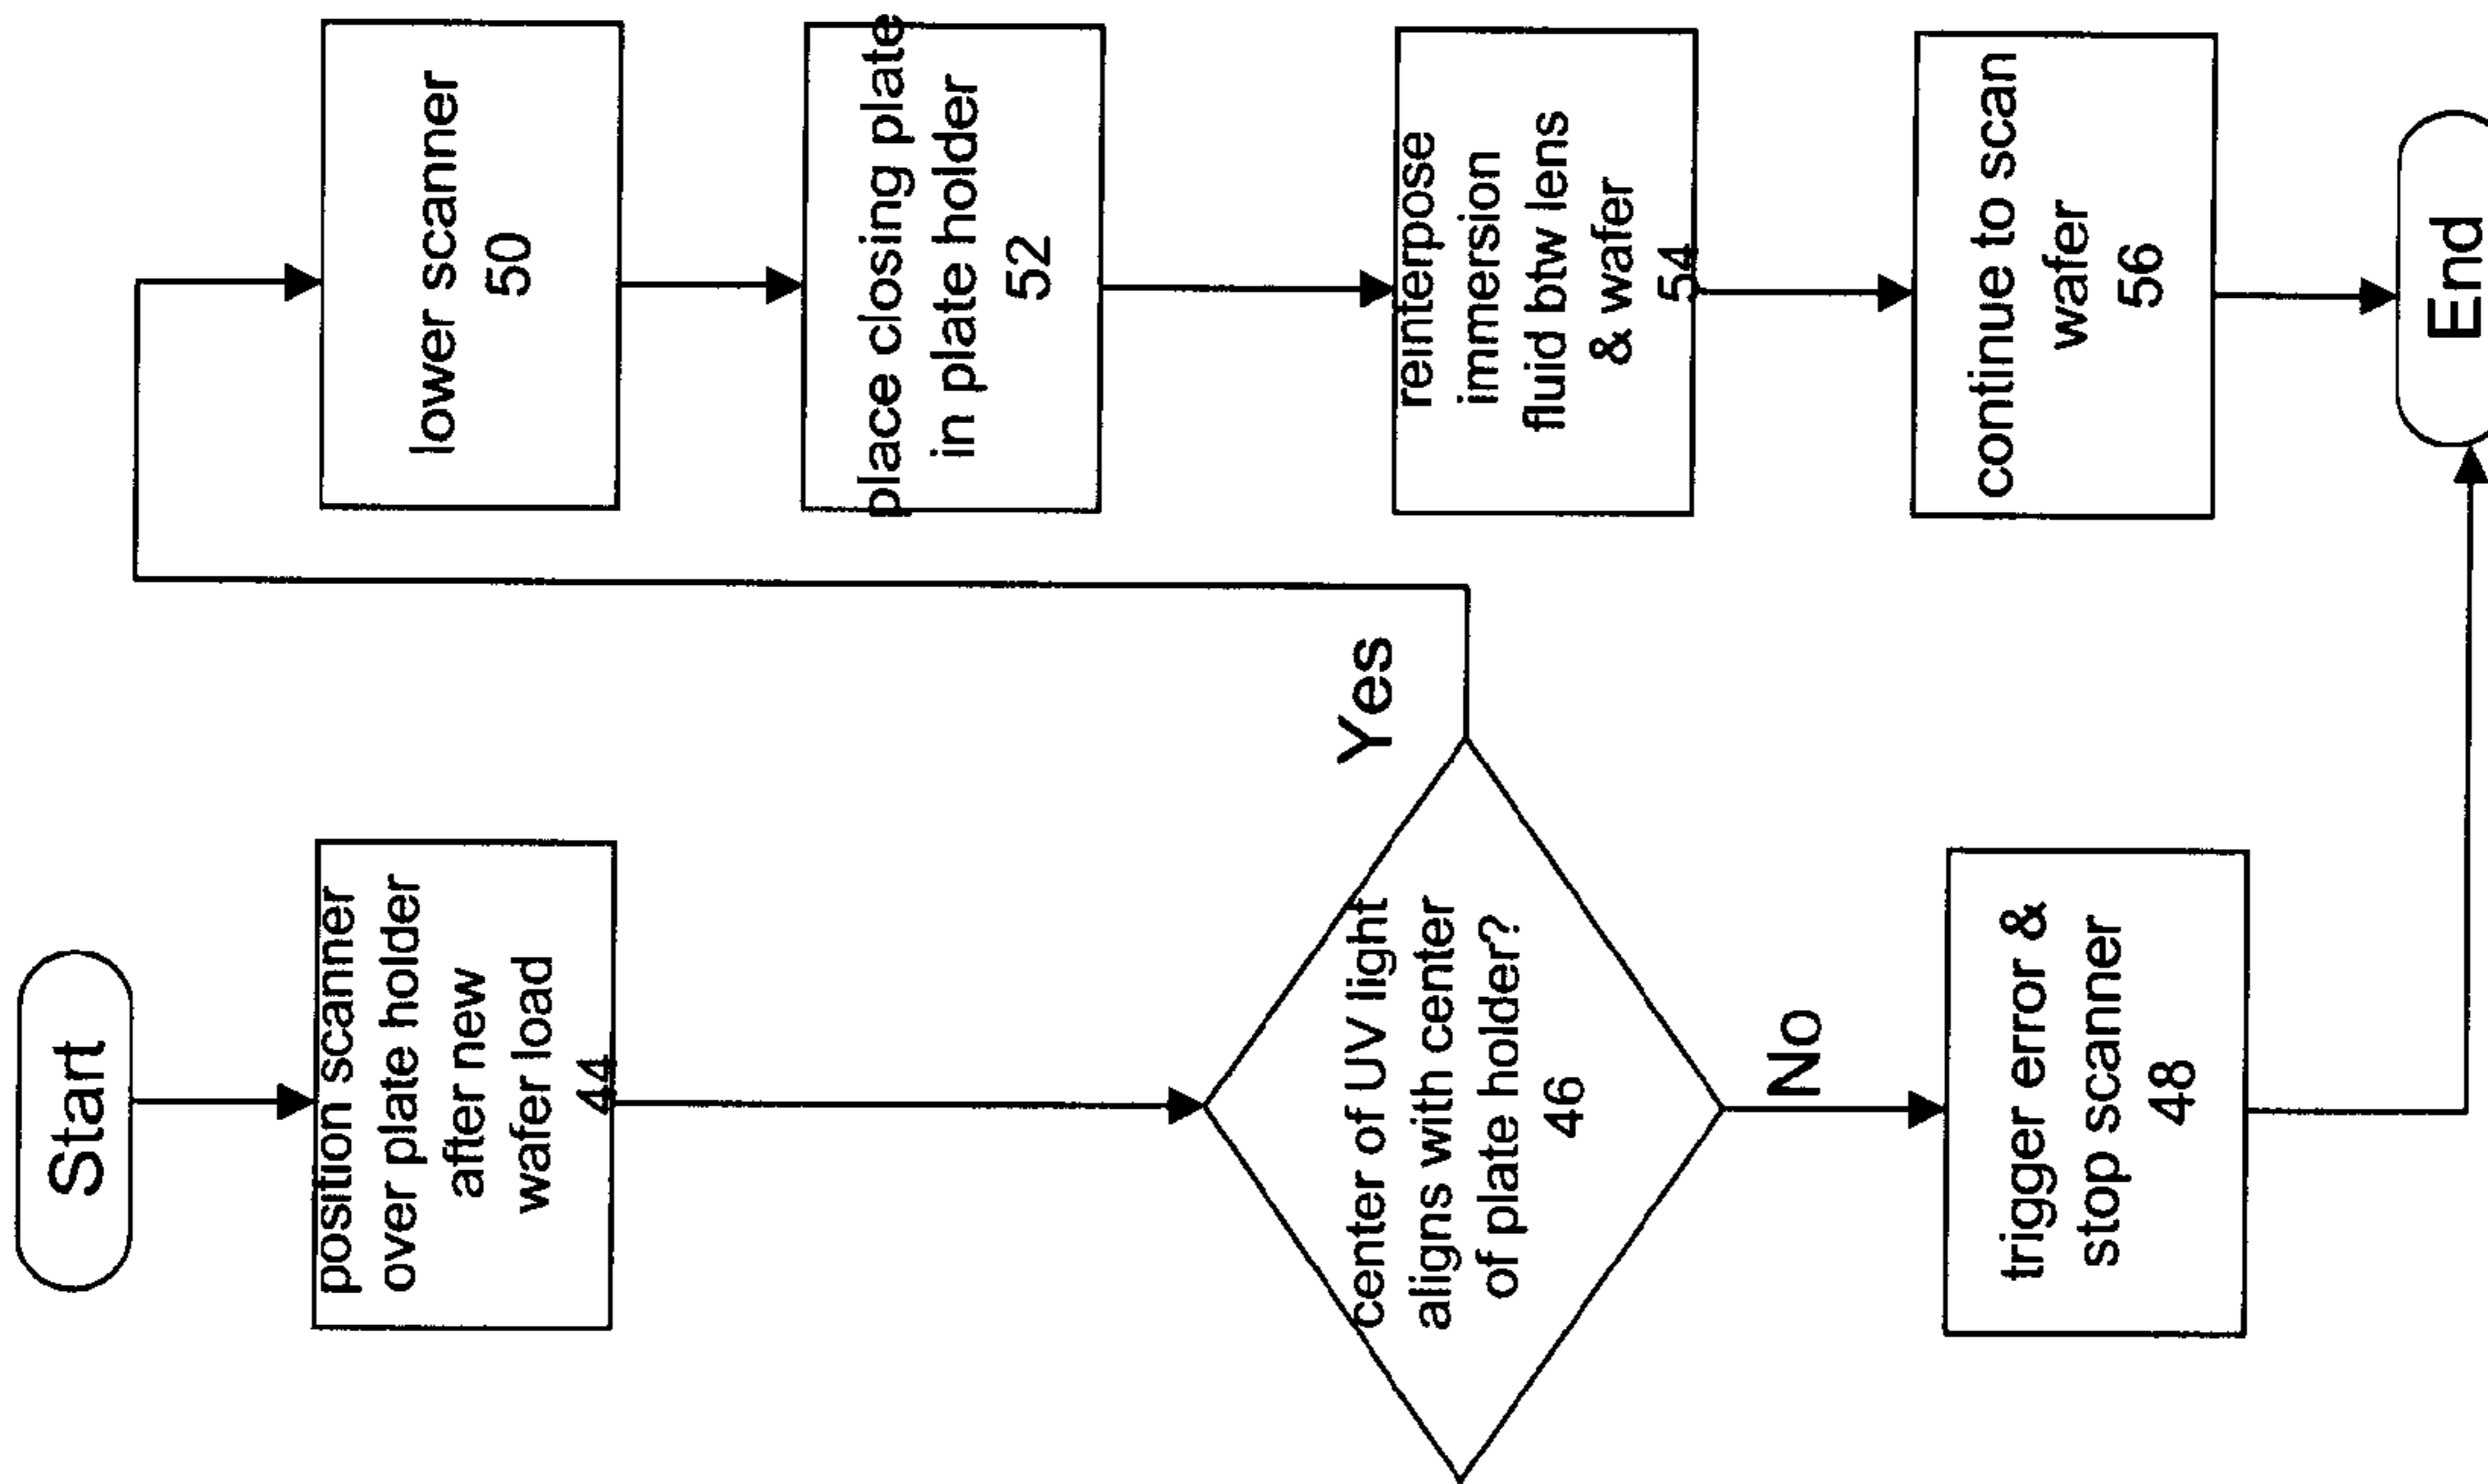 Start
position scanner
over plate holder
after new
wafer load
44
center of UV light
aligns with center
of plate holder?
46
Yes
No
trigger error &
stop scanner
48
lower scanner
50
place closing plate
in plate holder
52
reinterpose
immersion
fluid btw lens
& wafer
54
continue to scan
wafer
56
End